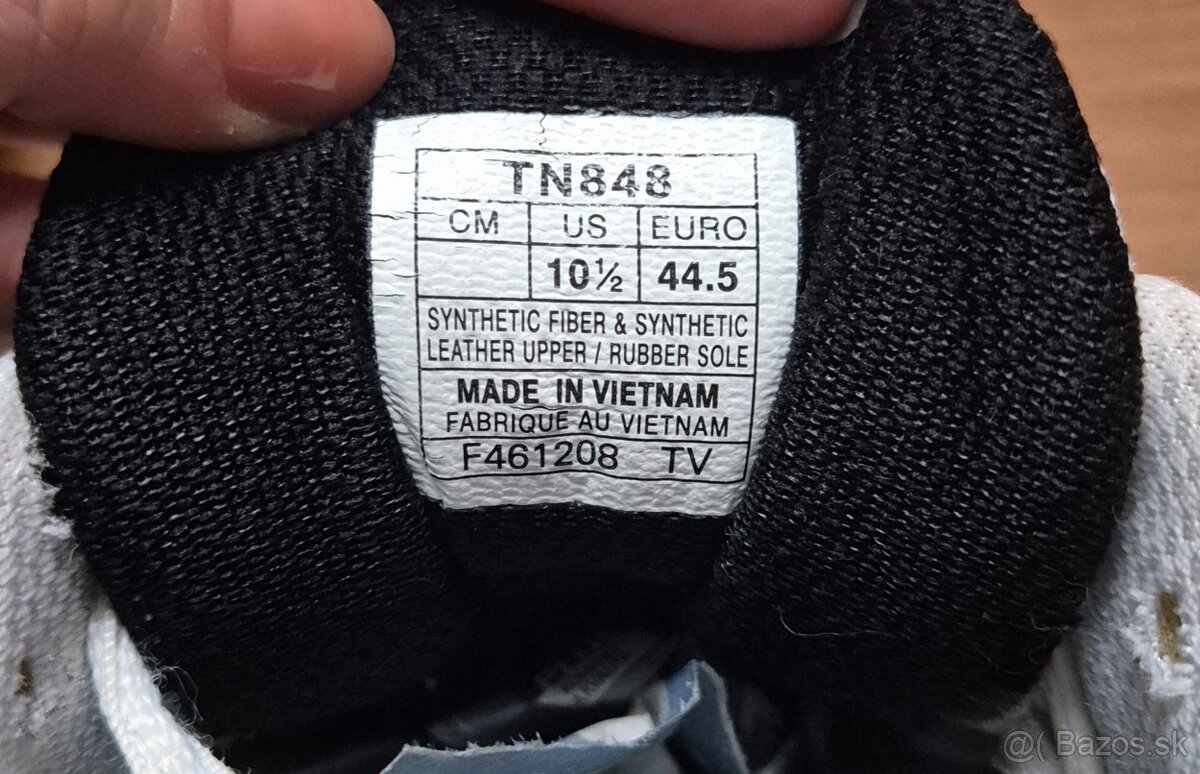 TN848
CM US EURO
10½ 44.5
SYNTHETIC FIBER & SYNTHETIC
LEATHER UPPER / RUBBER SOLE
MADE IN VIETNAM
FABRIQUE AU VIETNAM
F461208 TV
@( Bazos.sk